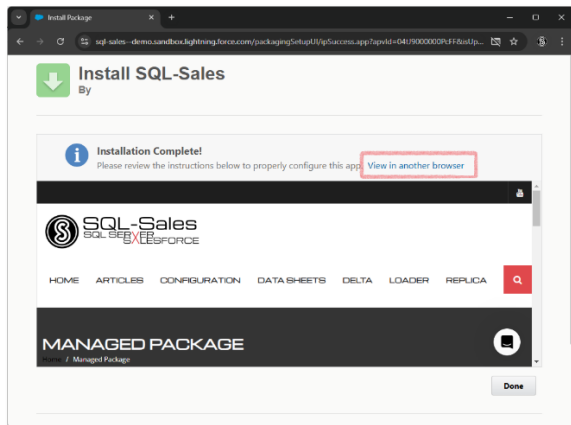 Install Package
sql-sales--demo.sandbox.lightning.force.com/packagingSetupUI/ipSuccess.app?apvId=04tJ9000000PcFF&isUp...
Install SQL-Sales
By
Installation Complete!
Please review the instructions below to properly configure this app. View in another browser
SQL-Sales
SQL SERVER
SALESFORCE
HOME ARTICLES CONFIGURATION DATA SHEETS DELTA LOADER REPLICA
MANAGED PACKAGE
Home / Managed Package
Done